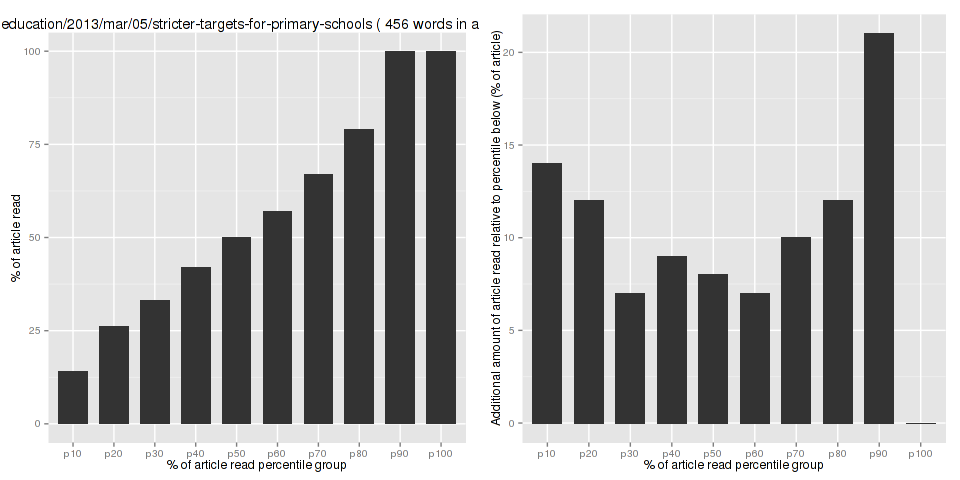 education/2013/mar/05/stricter-targets-for-primary-schools ( 456 words in a
100
75
50
25
0
% of article read
p10 p20 p30 p40 p50 p60 p70 p80 p90 p100
% of article read percentile group
20
15
10
5
0
Additional amount of article read relative to percentile below (% of article)
p10 p20 p30 p40 p50 p60 p70 p80 p90 p100
% of article read percentile group